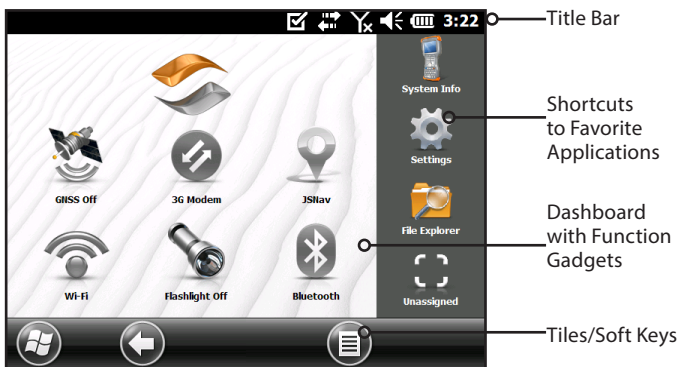 3:22
Title Bar
System Info
Shortcuts
to Favorite
Applications
Settings
GNSS Off
3G Modem
JSNav
File Explorer
Dashboard
with Function
Gadgets
Wi-Fi
Flashlight Off
Bluetooth
Unassigned
Tiles/Soft Keys